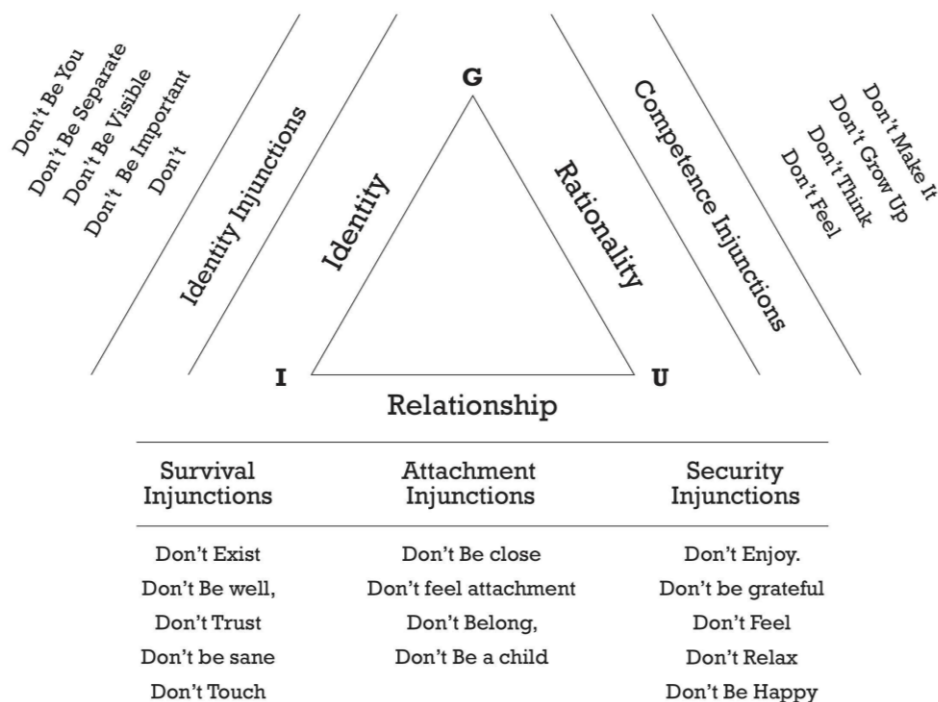 Don't Be You
Don't Be Separate
Don't Be Visible
Don't Be Important
Don't
Identity Injunctions
Identity
G
Rationality
Competence Injunctions
Don't Make It
Don't Grow Up
Don't Think
Don't Feel
I
U
Relationship
Survival
Injunctions
Attachment
Injunctions
Security
Injunctions
Don't Exist
Don't Be well,
Don't Trust
Don't be sane
Don't Touch
Don't Be close
Don't feel attachment
Don't Belong,
Don't Be a child
Don't Enjoy.
Don't be grateful
Don't Feel
Don't Relax
Don't Be Happy